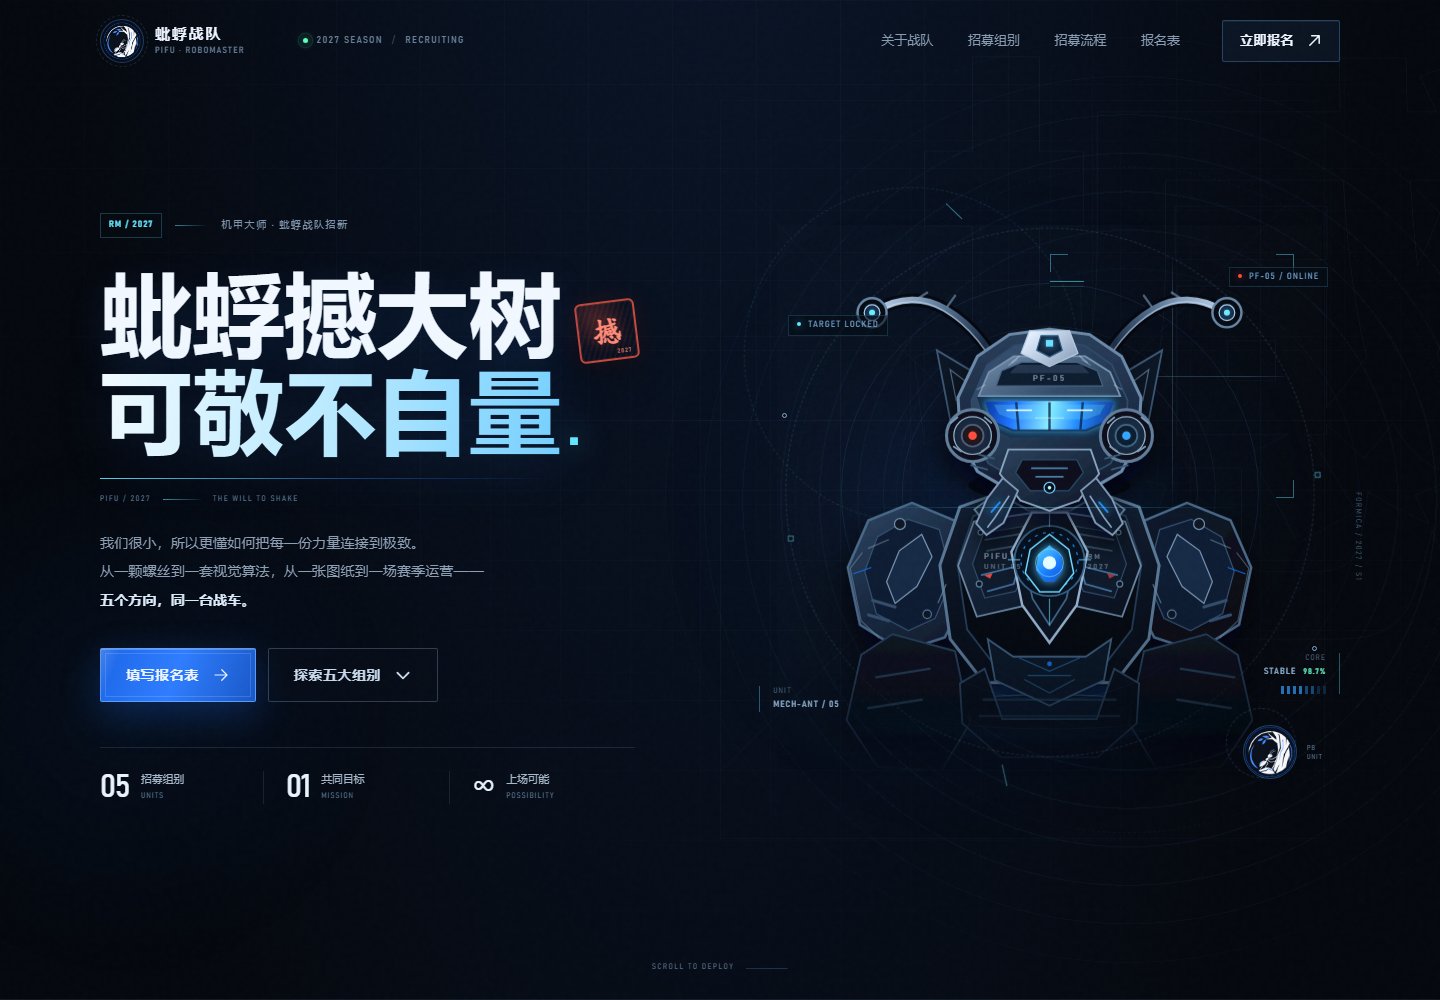 蚍蜉战队
PIFU · ROBOMASTER
2027 SEASON / RECRUITING
关于战队
招募组别
招募流程
报名表
立即报名
RM / 2027
机甲大师 · 蚍蜉战队招新
蚍蜉撼大树
可敬不自量.
撼
2027
PIFU / 2027
THE WILL TO SHAKE
我们很小，所以更懂如何把每一份力量连接到极致。
从一颗螺丝到一套视觉算法，从一张图纸到一场赛季运营——
五个方向，同一台战车。
填写报名表
探索五大组别
05
招募组别
UNITS
01
共同目标
MISSION
∞
上场可能
POSSIBILITY
TARGET LOCKED
PF-05 / ONLINE
PF-05
PIFU
UNIT
2027
FORMICA / 2027 / S1
CORE
STABLE 98.7%
UNIT
MECH-ANT / 05
PB
UNIT
SCROLL TO DEPLOY